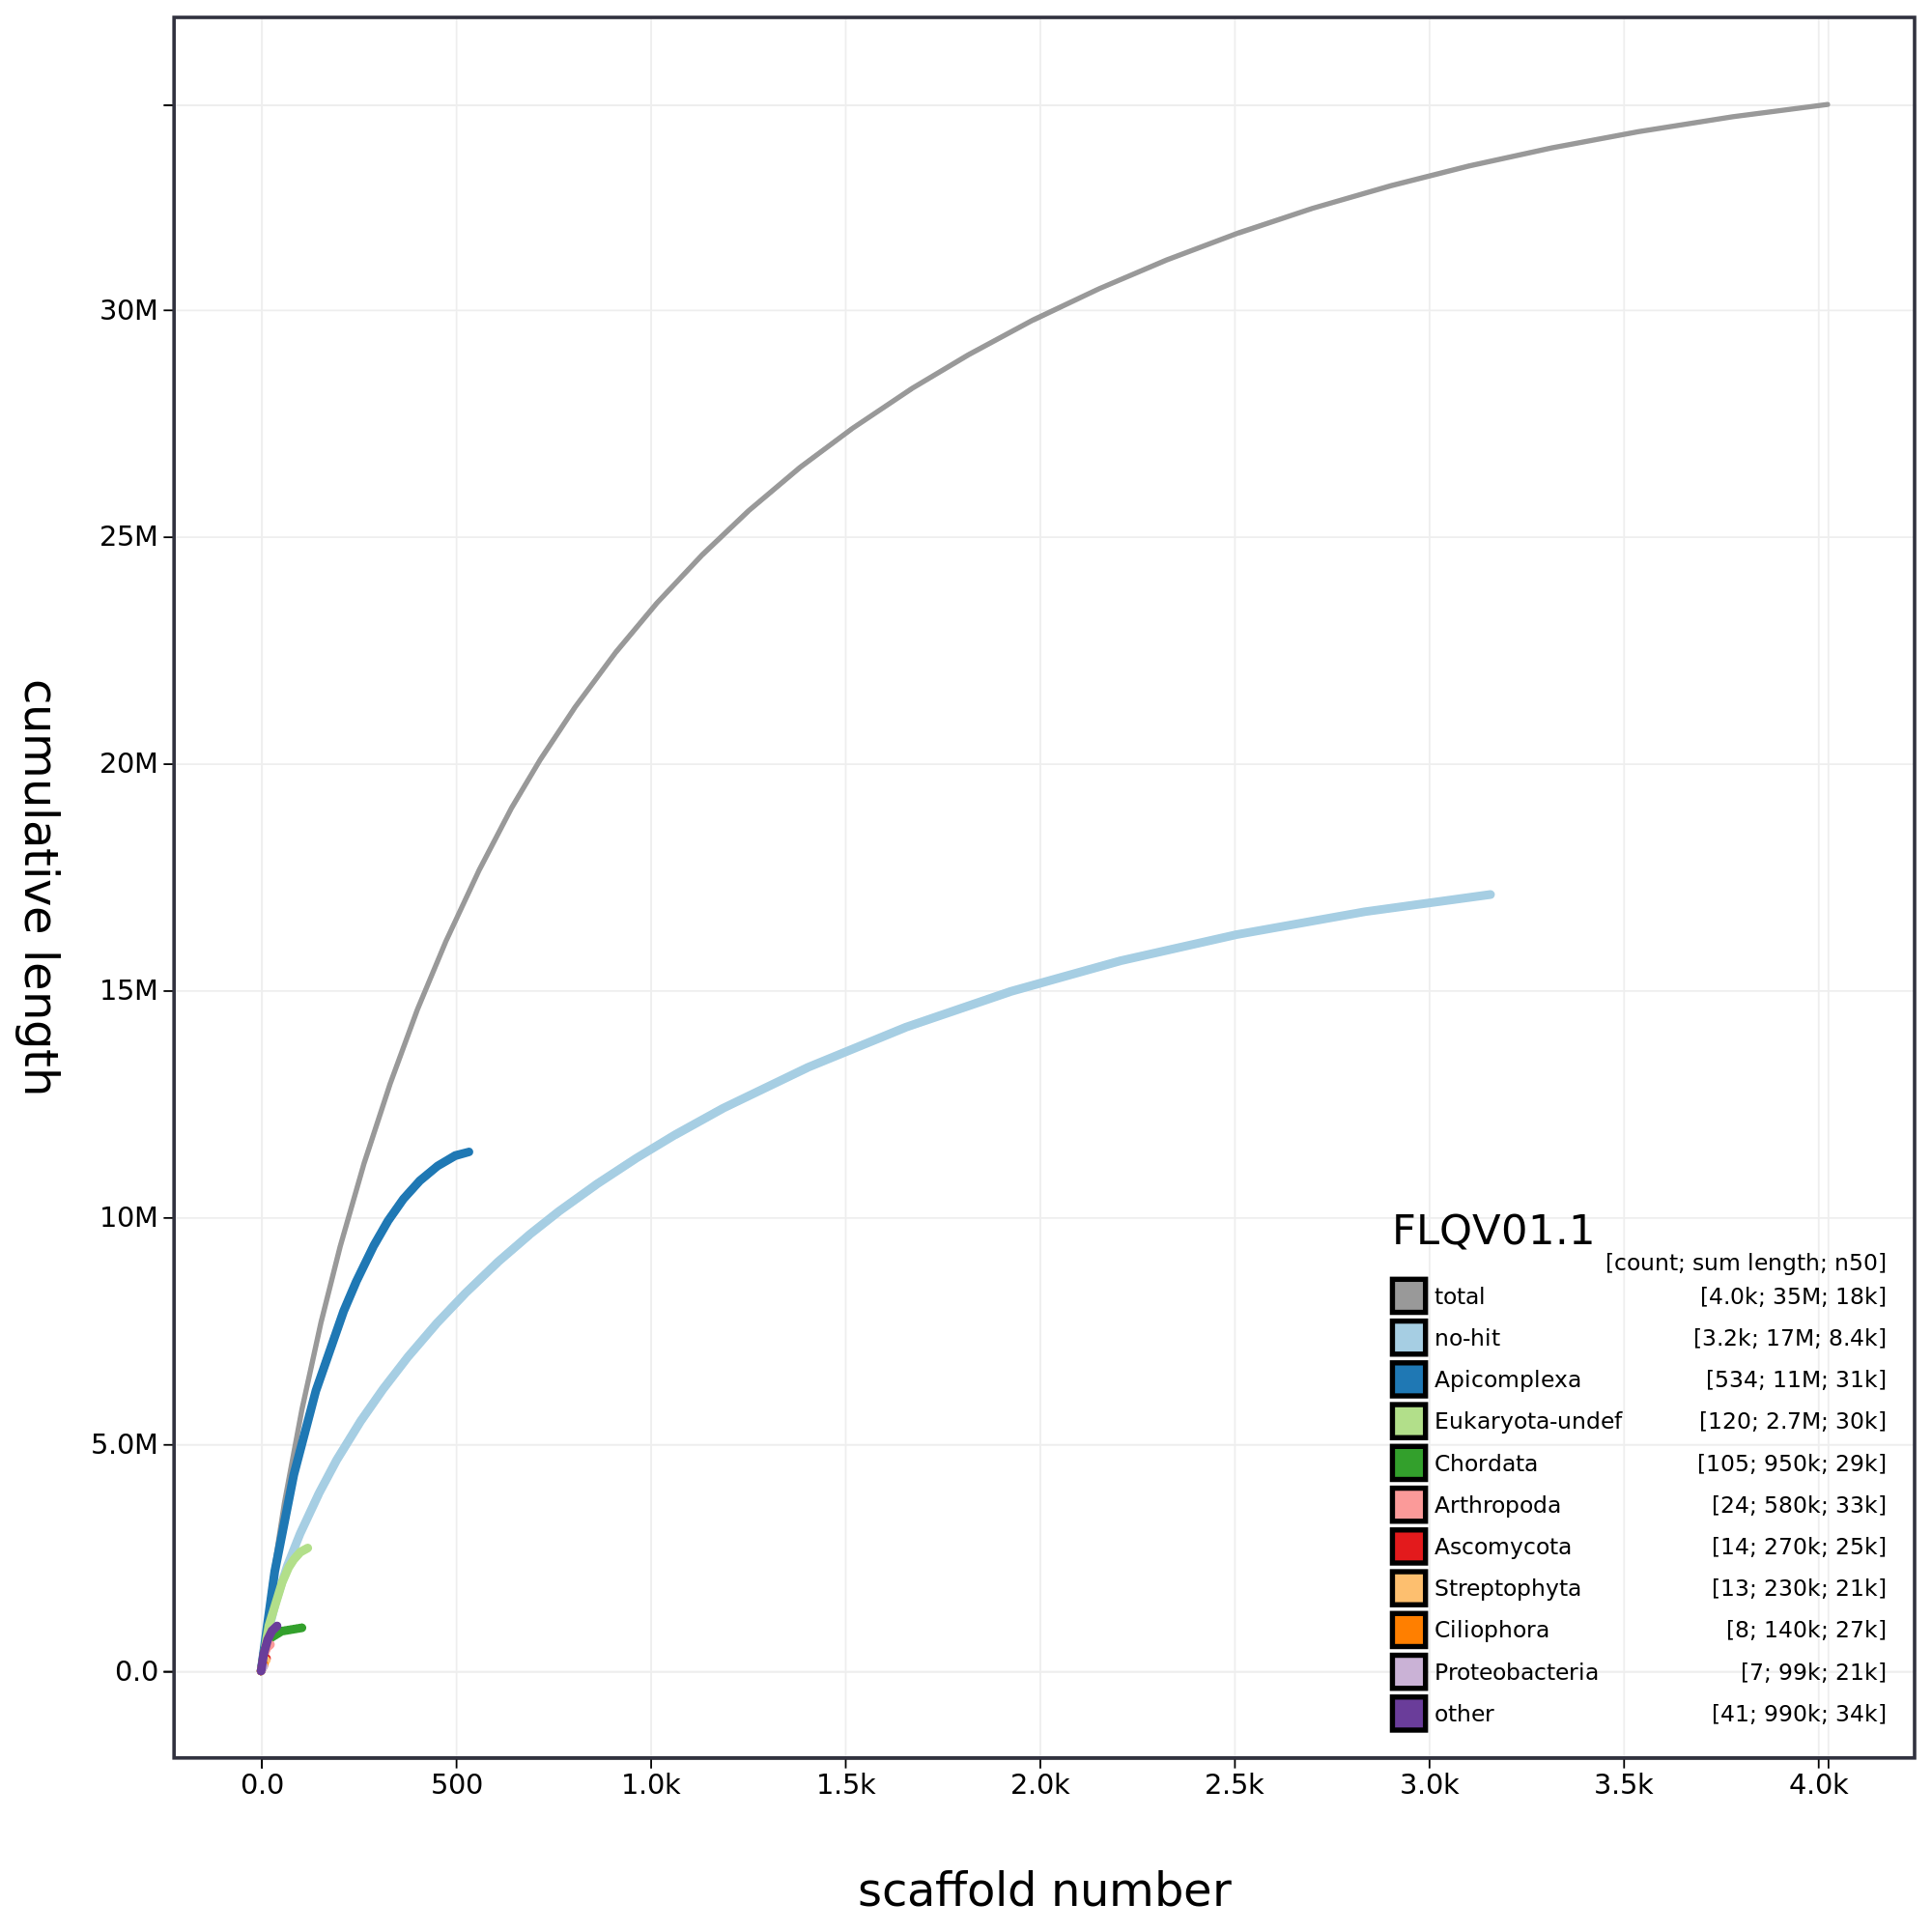 cumulative length
30M
25M
20M
15M
10M
5.0M
0.0
FLQV01.1
[count; sum length; n50]
total [4.0k; 35M; 18k]
no-hit [3.2k; 17M; 8.4k]
Apicomplexa [534; 11M; 31k]
Eukaryota-undef [120; 2.7M; 30k]
Chordata [105; 950k; 29k]
Arthropoda [24; 580k; 33k]
Ascomycota [14; 270k; 25k]
Streptophyta [13; 230k; 21k]
Ciliophora [8; 140k; 27k]
Proteobacteria [7; 99k; 21k]
other [41; 990k; 34k]
0.0 500 1.0k 1.5k 2.0k 2.5k 3.0k 3.5k 4.0k
scaffold number